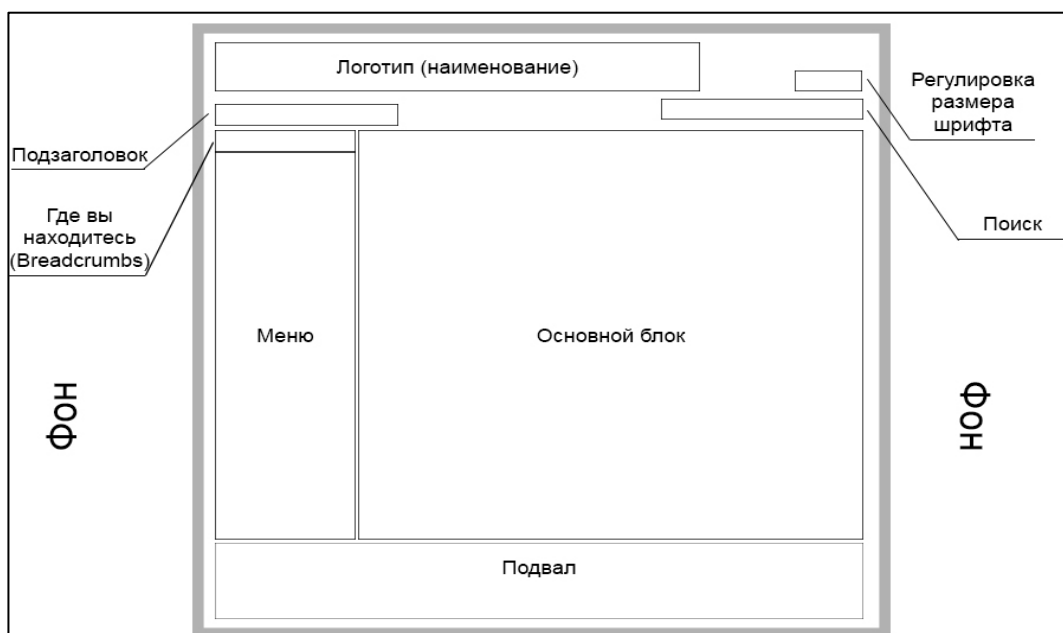 Логотип (наименование)
Регулировка
размера
шрифта
Подзаголовок
Где вы
находитесь
(Breadcrumbs)
Поиск
Меню
Основной блок
Фон
Фон
Подвал